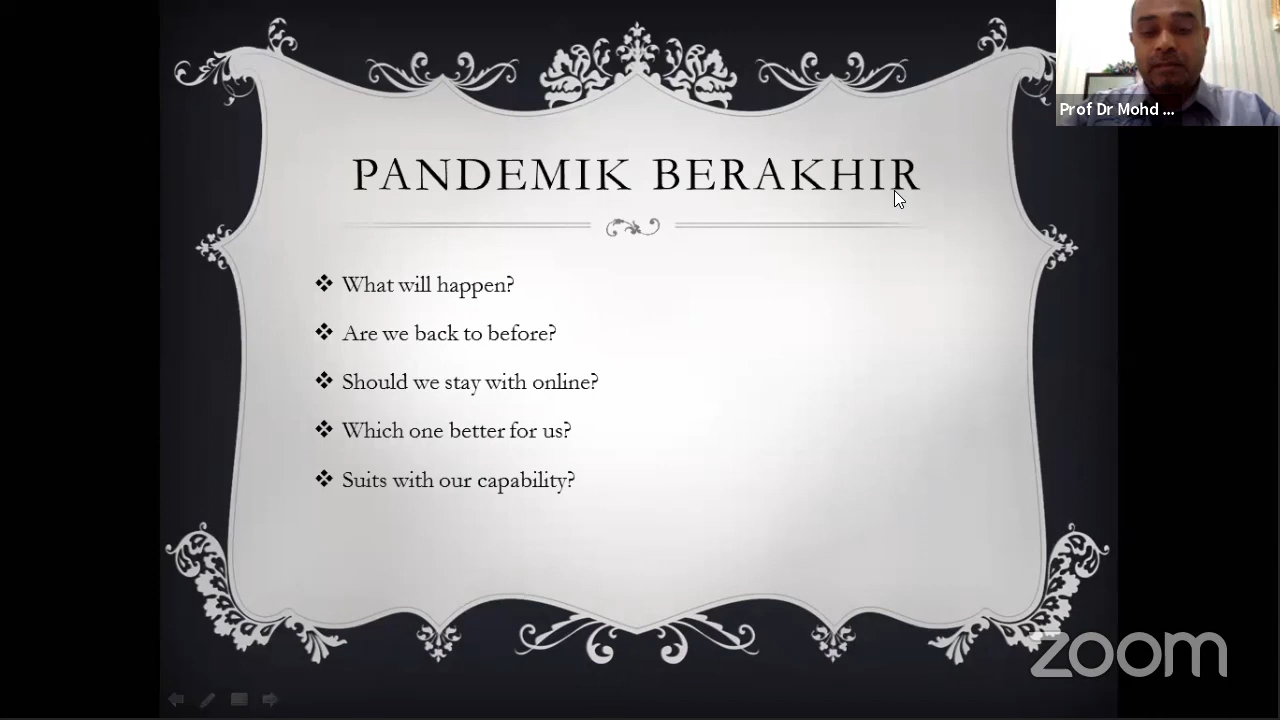 Prof Dr Mohd ...
PANDEMIK BERAKHIR
What will happen?
Are we back to before?
Should we stay with online?
Which one better for us?
Suits with our capability?
zoom